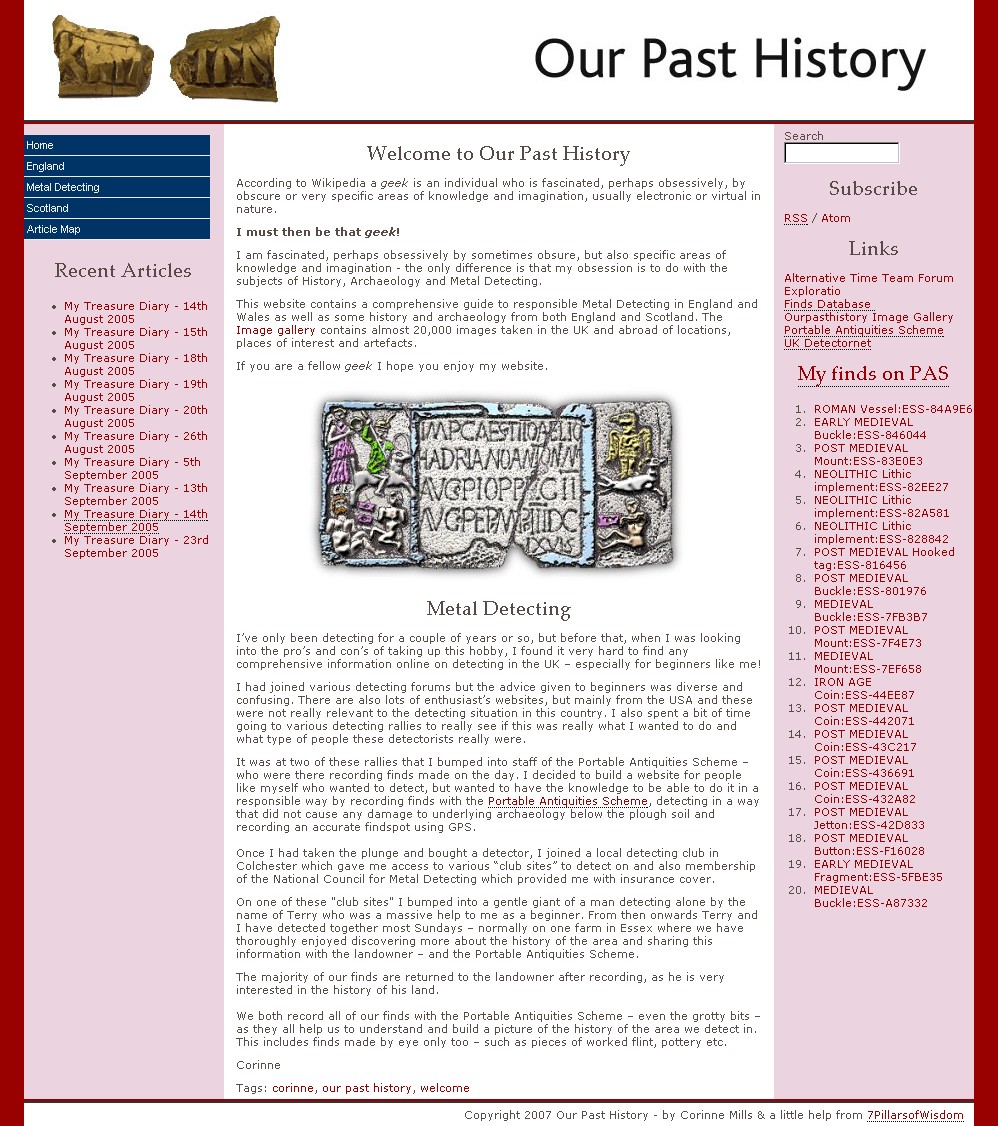 Our Past History
Home
England
Metal Detecting
Scotland
Article Map
Recent Articles
My Treasure Diary - 14th
August 2005
My Treasure Diary - 15th
August 2005
My Treasure Diary - 18th
August 2005
My Treasure Diary - 19th
August 2005
My Treasure Diary - 20th
August 2005
My Treasure Diary - 26th
August 2005
My Treasure Diary - 5th
September 2005
My Treasure Diary - 13th
September 2005
My Treasure Diary - 14th
September 2005
My Treasure Diary - 23rd
September 2005
Welcome to Our Past History
According to Wikipedia a geek is an individual who is fascinated, perhaps obsessively, by
obscure or very specific areas of knowledge and imagination, usually electronic or virtual in
nature.
I must then be that geek!
I am fascinated, perhaps obsessively by sometimes obsure, but also specific areas of
knowledge and imagination - the only difference is that my obsession is to do with the
subjects of History, Archaeology and Metal Detecting.
This website contains a comprehensive guide to responsible Metal Detecting in England and
Wales as well as some history and archaeology from both England and Scotland. The
Image gallery contains almost 20,000 images taken in the UK and abroad of locations,
places of interest and artefacts.
If you are a fellow geek I hope you enjoy my website.
Metal Detecting
I've only been detecting for a couple of years or so, but before that, when I was looking
into the pro's and con's of taking up this hobby, I found it very hard to find any
comprehensive information online on detecting in the UK – especially for beginners like me!
I had joined various detecting forums but the advice given to beginners was diverse and
confusing. There are also lots of enthusiast's websites, but mainly from the USA and these
were not really relevant to the detecting situation in this country. I also spent a bit of time
going to various detecting rallies to really see if this was really what I wanted to do and
what type of people these detectorists really were.
It was at two of these rallies that I bumped into staff of the Portable Antiquities Scheme –
who were there recording finds made on the day. I decided to build a website for people
like myself who wanted to detect, but wanted to have the knowledge to be able to do it in a
responsible way by recording finds with the Portable Antiquities Scheme, detecting in a way
that did not cause any damage to underlying archaeology below the plough soil and
recording an accurate findspot using GPS.
Once I had taken the plunge and bought a detector, I joined a local detecting club in
Colchester which gave me access to various “club sites” to detect on and also membership
of the National Council for Metal Detecting which provided me with insurance cover.
On one of these "club sites" I bumped into a gentle giant of a man detecting alone by the
name of Terry who was a massive help to me as a beginner. From then onwards Terry and
I have detected together most Sundays – normally on one farm in Essex where we have
thoroughly enjoyed discovering more about the history of the area and sharing this
information with the landowner – and the Portable Antiquities Scheme.
The majority of our finds are returned to the landowner after recording, as he is very
interested in the history of his land.
We both record all of our finds with the Portable Antiquities Scheme – even the grotty bits –
as they all help us to understand and build a picture of the history of the area we detect in.
This includes finds made by eye only too – such as pieces of worked flint, pottery etc.
Corinne
Tags: corinne, our past history, welcome
Search
Subscribe
RSS / Atom
Links
Alternative Time Team Forum
Exploratio
Finds Database
Ourpasthistory Image Gallery
Portable Antiquities Scheme
UK Detectornet
My finds on PAS
1. ROMAN Vessel:ESS-84A9E6
2. EARLY MEDIEVAL
Buckle:ESS-846044
3. POST MEDIEVAL
Mount:ESS-83E0E3
4. NEOLITHIC Lithic
implement:ESS-82EE27
5. NEOLITHIC Lithic
implement:ESS-82A581
6. NEOLITHIC Lithic
implement:ESS-828842
7. POST MEDIEVAL Hooked
tag:ESS-816456
8. POST MEDIEVAL
Buckle:ESS-801976
9. MEDIEVAL
Buckle:ESS-7FB3B7
10. POST MEDIEVAL
Mount:ESS-7F4E73
11. MEDIEVAL
Mount:ESS-7EF658
12. IRON AGE
Coin:ESS-44EE87
13. POST MEDIEVAL
Coin:ESS-442071
14. POST MEDIEVAL
Coin:ESS-43C217
15. POST MEDIEVAL
Coin:ESS-436691
16. POST MEDIEVAL
Coin:ESS-432A82
17. POST MEDIEVAL
Jetton:ESS-42D833
18. POST MEDIEVAL
Button:ESS-F16028
19. EARLY MEDIEVAL
Fragment:ESS-5FBE35
20. MEDIEVAL
Buckle:ESS-A87332
Copyright 2007 Our Past History - by Corinne Mills & a little help from 7PillarsofWisdom